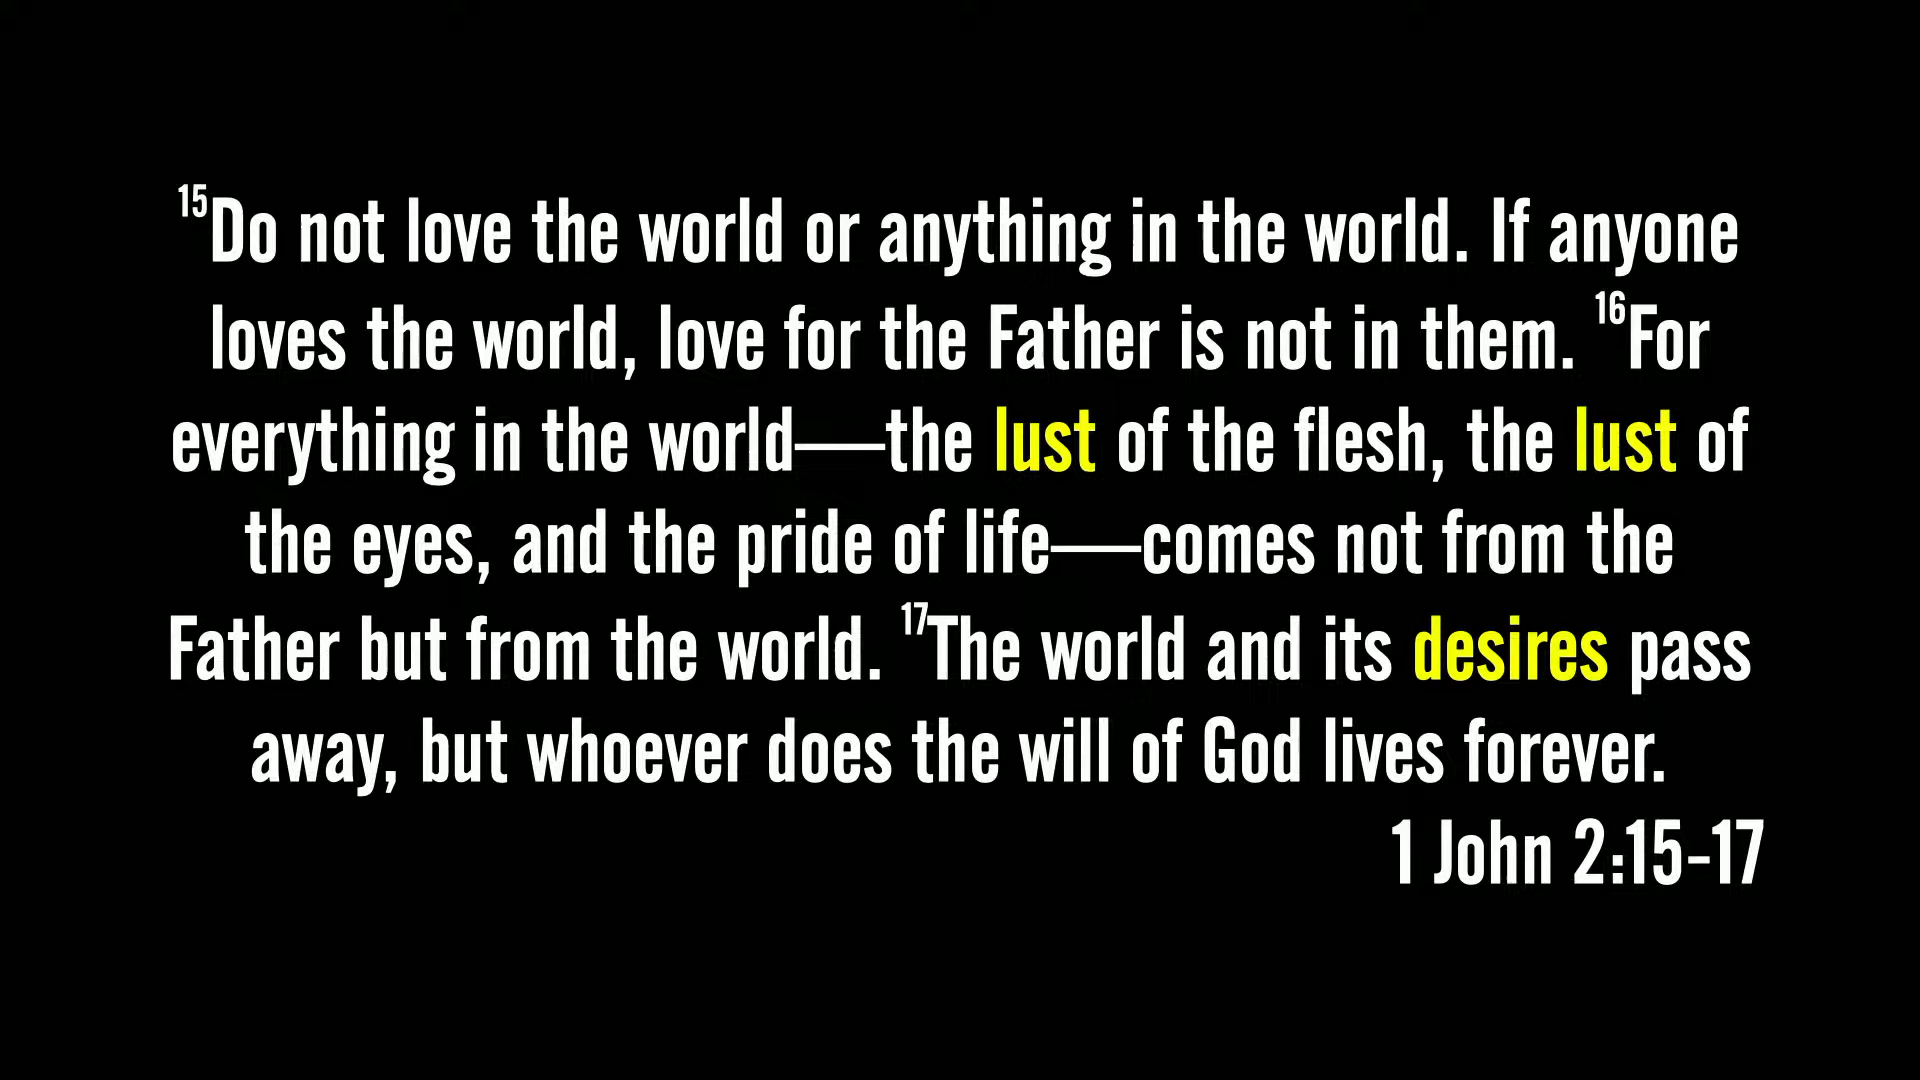 15Do not love the world or anything in the world. If anyone
loves the world, love for the Father is not in them. 16For
everything in the world—the lust of the flesh, the lust of
the eyes, and the pride of life—comes not from the
Father but from the world. 17The world and its desires pass
away, but whoever does the will of God lives forever.
1 John 2:15–17